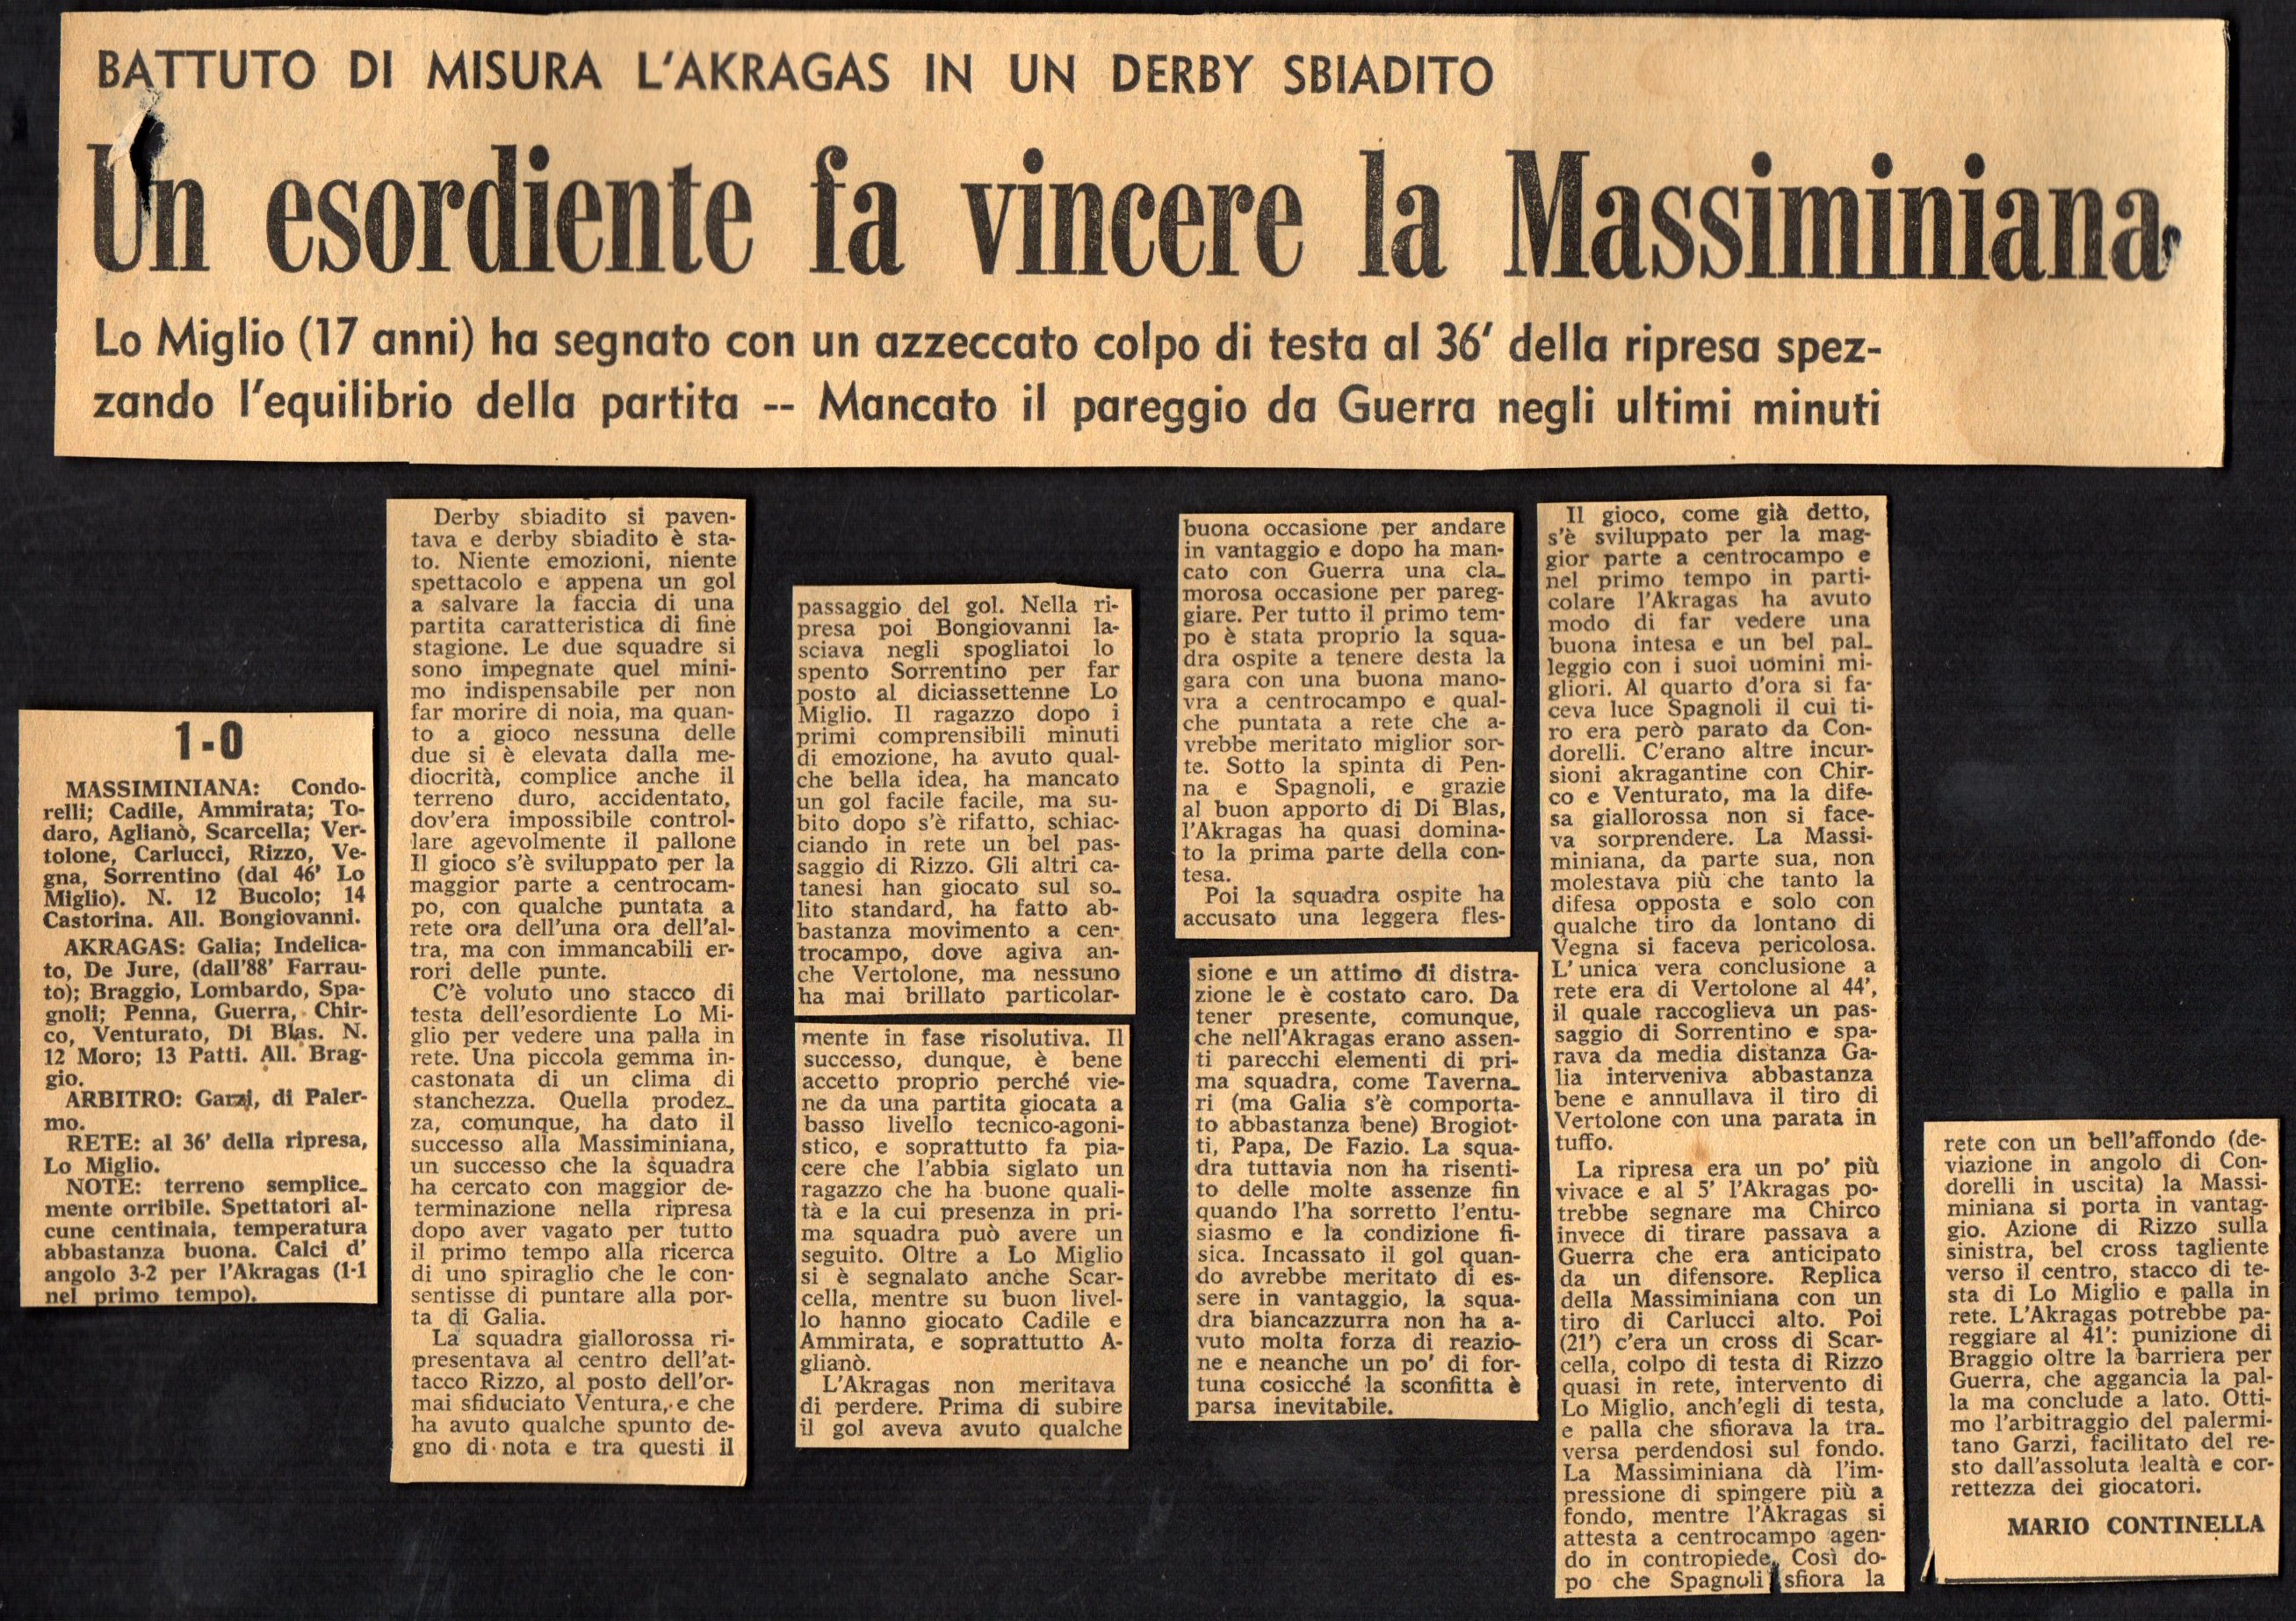 BATTUTO DI MISURA L'AKRAGAS IN UN DERBY SBIADITO
Un esordiente fa vincere la Massiminiana
Lo Miglio (17 anni) ha segnato con un azzeccato colpo di testa al 36' della ripresa spez-
zando l'equilibrio della partita -- Mancato il pareggio da Guerra negli ultimi minuti
1-0
MASSIMINIANA: Condo-
relli; Cadile, Ammirata; To-
daro, Aglianò, Scarcella; Ver-
tolone, Carlucci, Rizzo, Ve-
gna, Sorrentino (dal 46' Lo
Miglio). N. 12 Bucolo; 14
Castorina. All. Bongiovanni.
AKRAGAS: Galia; Indelica-
to, De Jure, (dall'88' Farrau-
to); Braggio, Lombardo, Spa-
gnoli; Penna, Guerra, Chir-
co, Venturato, Di Blas. N.
12 Moro; 13 Patti. All. Brag-
gio.
ARBITRO: Garzi, di Paler-
mo.
RETE: al 36' della ripresa,
Lo Miglio.
NOTE: terreno semplice_
mente orribile. Spettatori al-
cune centinaia, temperatura
abbastanza buona. Calci d'
angolo 3-2 per l'Akragas (1-1
nel primo tempo).
Derby sbiadito si paven-
tava e derby sbiadito è sta-
to. Niente emozioni, niente
spettacolo e appena un gol
a salvare la faccia di una
partita caratteristica di fine
stagione. Le due squadre si
sono impegnate quel mini-
mo indispensabile per non
far morire di noia, ma quan-
to a gioco nessuna delle
due si è elevata dalla me-
diocrità, complice anche il
terreno duro, accidentato,
dov'era impossibile control-
lare agevolmente il pallone
Il gioco s'è sviluppato per la
maggior parte a centrocam-
po, con qualche puntata a
rete ora dell'una ora dell'al-
tra, ma con immancabili er-
rori delle punte.
C'è voluto uno stacco di
testa dell'esordiente Lo Mi-
glio per vedere una palla in
rete. Una piccola gemma in-
castonata di un clima di
stanchezza. Quella prodez_
za, comunque, ha dato il
successo alla Massiminiana,
un successo che la squadra
ha cercato con maggior de-
terminazione nella ripresa
dopo aver vagato per tutto
il primo tempo alla ricerca
di uno spiraglio che le con-
sentisse di puntare alla por-
ta di Galia.
La squadra giallorossa ri-
presentava al centro dell'at-
tacco Rizzo, al posto dell'or-
mai sfiduciato Ventura, e che
ha avuto qualche spunto de-
gno di nota e tra questi il
passaggio del gol. Nella ri-
presa poi Bongiovanni la-
sciava negli spogliatoi lo
spento Sorrentino per far
posto al diciassettenne Lo
Miglio. Il ragazzo dopo i
primi comprensibili minuti
di emozione, ha avuto qual-
che bella idea, ha mancato
un gol facile facile, ma su-
bito dopo s'è rifatto, schiac-
ciando in rete un bel pas-
saggio di Rizzo. Gli altri ca-
tanesi han giocato sul so_
lito standard, ha fatto ab-
bastanza movimento a cen-
trocampo, dove agiva an-
che Vertolone, ma nessuno
ha mai brillato particolar-
mente in fase risolutiva. Il
successo, dunque, è bene
accetto proprio perché vie-
ne da una partita giocata a
basso livello tecnico-agoni-
stico, e soprattutto fa pia-
cere che l'abbia siglato un
ragazzo che ha buone quali-
tà e la cui presenza in pri-
ma squadra può avere un
seguito. Oltre a Lo Miglio
si è segnalato anche Scar-
cella, mentre su buon livel-
lo hanno giocato Cadile e
Ammirata, e soprattutto A-
glianò.
L'Akragas non meritava
di perdere. Prima di subire
il gol aveva avuto qualche
buona occasione per andare
in vantaggio e dopo ha man-
cato con Guerra una cla_
morosa occasione per pareg-
giare. Per tutto il primo tem-
po è stata proprio la squa-
dra ospite a tenere desta la
gara con una buona mano-
vra a centrocampo e qual-
che puntata a rete che a-
vrebbe meritato miglior sor-
te. Sotto la spinta di Pen-
na e Spagnoli, e grazie
al buon apporto di Di Blas,
l'Akragas ha quasi domina-
to la prima parte della con-
tesa.
Poi la squadra ospite ha
accusato una leggera fles-
sione e un attimo di distra-
zione le è costato caro. Da
tener presente, comunque,
che nell'Akragas erano assen-
ti parecchi elementi di pri-
ma squadra, come Taverna_
ri (ma Galia s'è comporta-
to abbastanza bene) Brogiot-
ti, Papa, De Fazio. La squa-
dra tuttavia non ha risenti-
to delle molte assenze fin
quando l'ha sorretto l'entu-
siasmo e la condizione fi-
sica. Incassato il gol quan-
do avrebbe meritato di es-
sere in vantaggio, la squa-
dra biancazzurra non ha a-
vuto molta forza di reazio-
ne e neanche un po' di for-
tuna cosicché la sconfitta è
parsa inevitabile.
Il gioco, come già detto,
s'è sviluppato per la mag-
gior parte a centrocampo e
nel primo tempo in parti-
colare l'Akragas ha avuto
modo di far vedere una
buona intesa e un bel pal_
leggio con i suoi uomini mi-
gliori. Al quarto d'ora si fa-
ceva luce Spagnoli il cui ti-
ro era però parato da Con-
dorelli. C'erano altre incur-
sioni akragantine con Chir-
co e Venturato, ma la dife-
sa giallorossa non si face-
va sorprendere. La Massi-
miniana, da parte sua, non
molestava più che tanto la
difesa opposta e solo con
qualche tiro da lontano di
Vegna si faceva pericolosa.
L'unica vera conclusione a
rete era di Vertolone al 44',
il quale raccoglieva un pas-
saggio di Sorrentino e spa-
rava da media distanza Ga-
lia interveniva abbastanza
bene e annullava il tiro di
Vertolone con una parata in
tuffo.
La ripresa era un po' più
vivace e al 5' l'Akragas po-
trebbe segnare ma Chirco
invece di tirare passava a
Guerra che era anticipato
da un difensore. Replica
della Massiminiana con un
tiro di Carlucci alto. Poi
(21') c'era un cross di Scar-
cella, colpo di testa di Rizzo
quasi in rete, intervento di
Lo Miglio, anch'egli di testa,
e palla che sfiorava la tra_
versa perdendosi sul fondo.
La Massiminiana dà l'im-
pressione di spingere più a
fondo, mentre l'Akragas si
attesta a centrocampo agen-
do in contropiede. Così do-
po che Spagnoli sfiora la
rete con un bell'affondo (de-
viazione in angolo di Con-
dorelli in uscita) la Massi-
miniana si porta in vantag-
gio. Azione di Rizzo sulla
sinistra, bel cross tagliente
verso il centro, stacco di te-
sta di Lo Miglio e palla in
rete. L'Akragas potrebbe pa-
reggiare al 41': punizione di
Braggio oltre la barriera per
Guerra, che aggancia la pal-
la ma conclude a lato. Otti-
mo l'arbitraggio del palermi-
tano Garzi, facilitato del re-
sto dall'assoluta lealtà e cor-
rettezza dei giocatori.
MARIO CONTINELLA